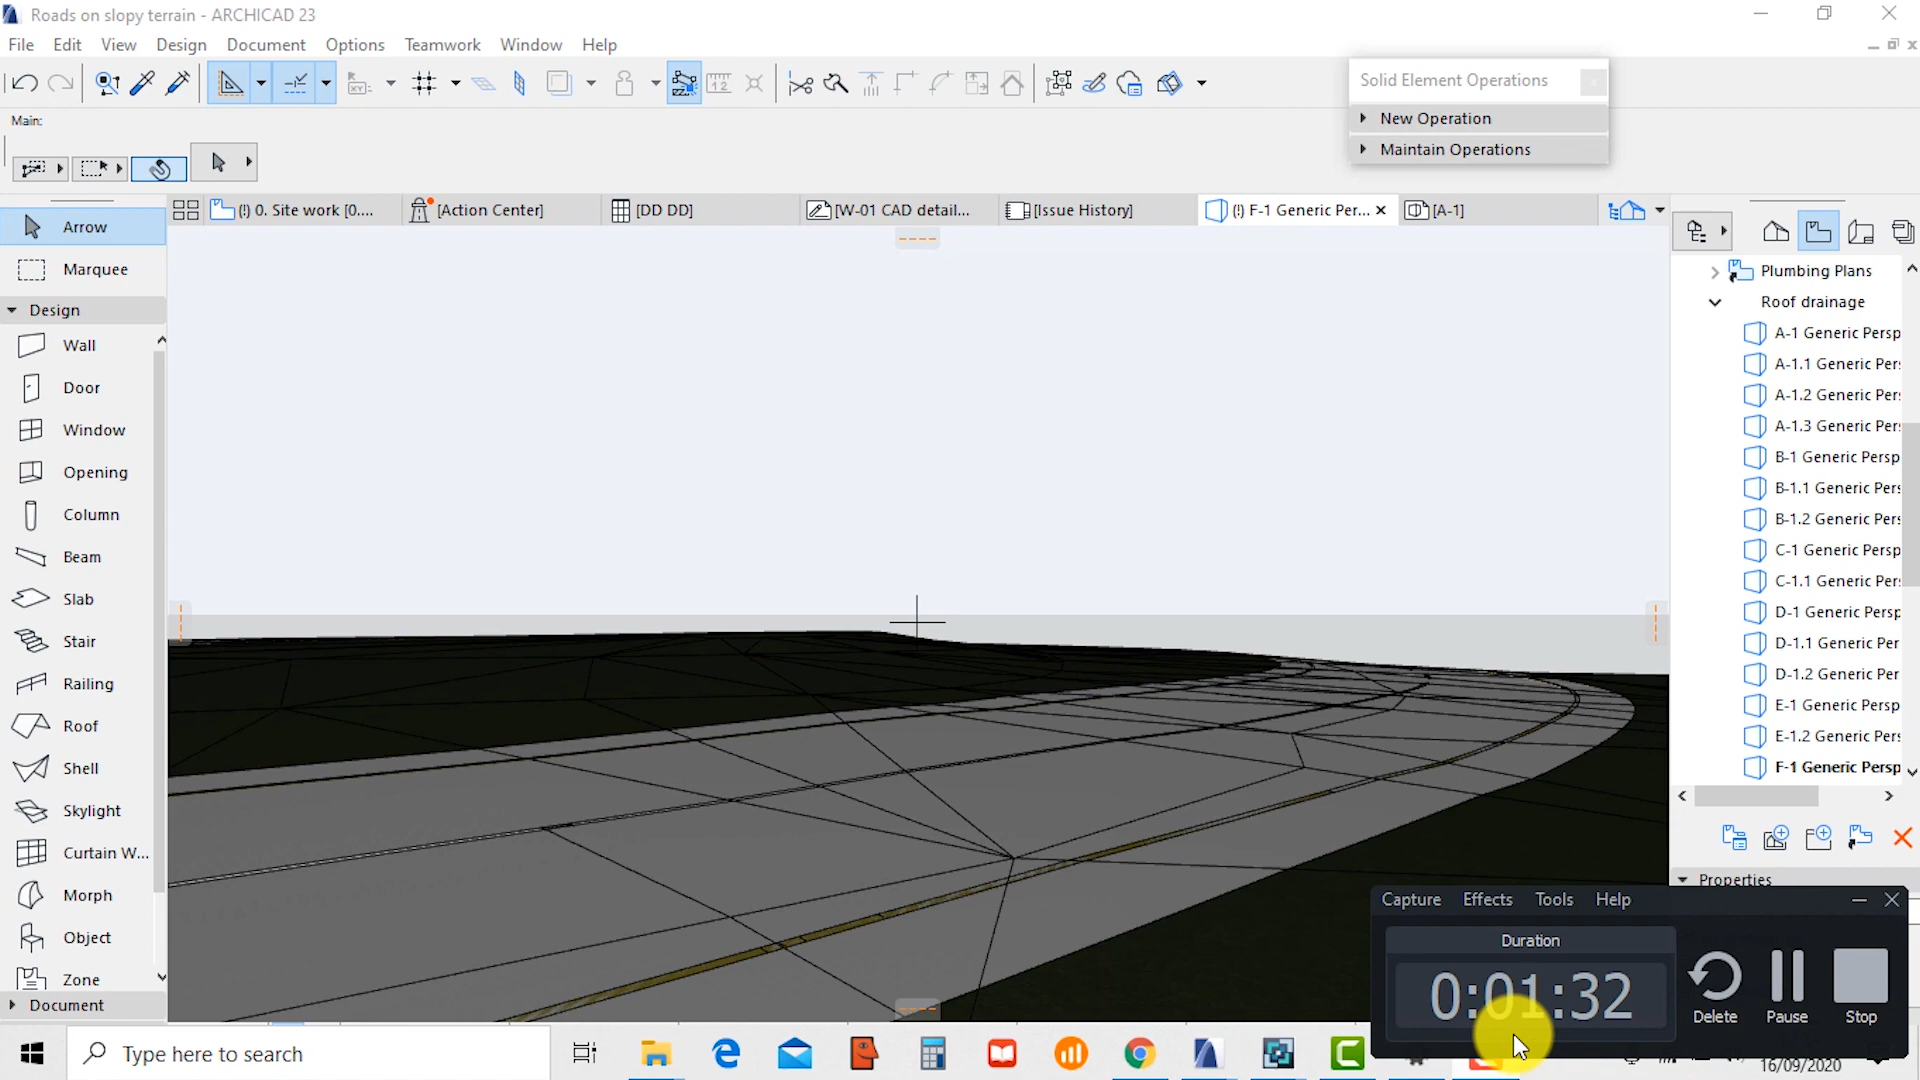 Roads on slopy terrain - ARCHICAD 23
File Edit View Design Document Options Teamwork Window Help
Solid Element Operations
New Operation
Maintain Operations
Main:
(!) 0. Site work [0....
[Action Center]
[DD DD]
[W-01 CAD detail...
[Issue History]
(!) F-1 Generic Per...
[A-1]
Arrow
Marquee
Design
Wall
Door
Window
Opening
Column
Beam
Slab
Stair
Railing
Roof
Shell
Skylight
Curtain W...
Morph
Object
Zone
Document
Plumbing Plans
Roof drainage
A-1 Generic Persp
A-1.1 Generic Per
A-1.2 Generic Per
A-1.3 Generic Per
B-1 Generic Persp
B-1.1 Generic Per
B-1.2 Generic Per
C-1 Generic Persp
C-1.1 Generic Per
D-1 Generic Persp
D-1.1 Generic Per
D-1.2 Generic Per
E-1 Generic Persp
E-1.2 Generic Per
F-1 Generic Persp
Properties
Capture Effects Tools Help
Duration
0:01:32
Delete
Pause
Stop
Type here to search
16/09/2020